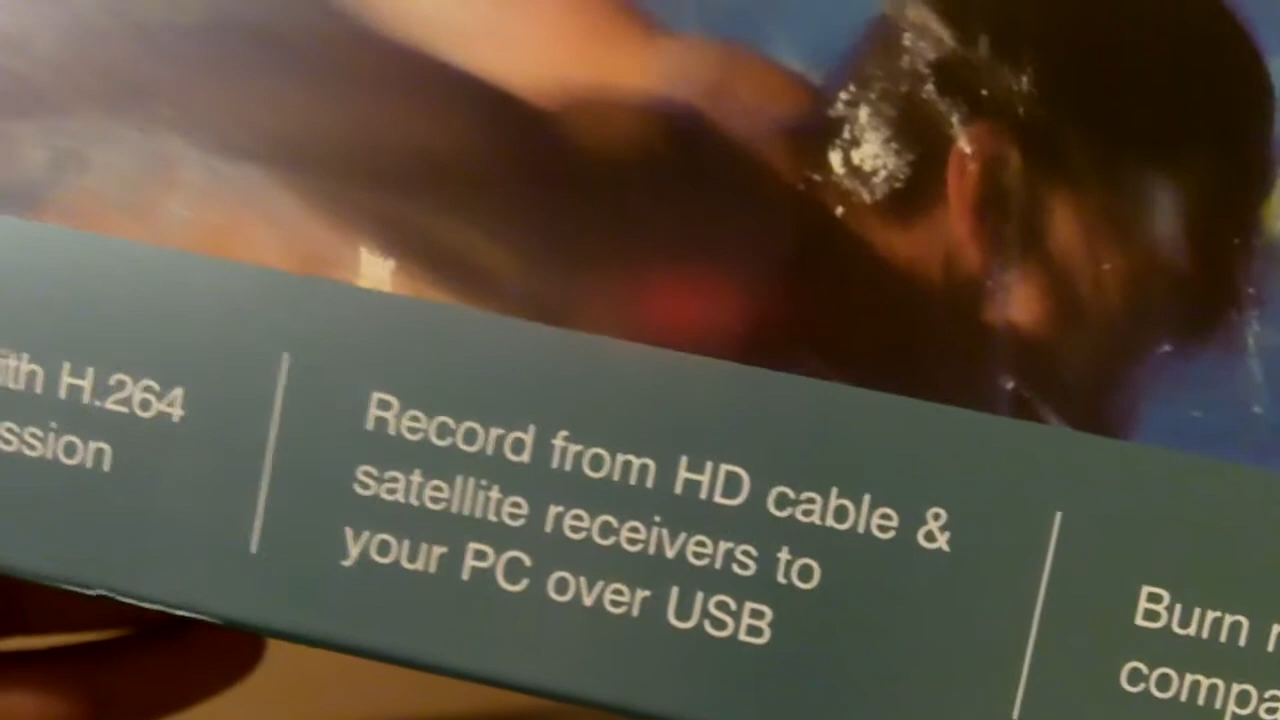 ith H.264
ssion
Record from HD cable &
satellite receivers to
your PC over USB
Burn
compa